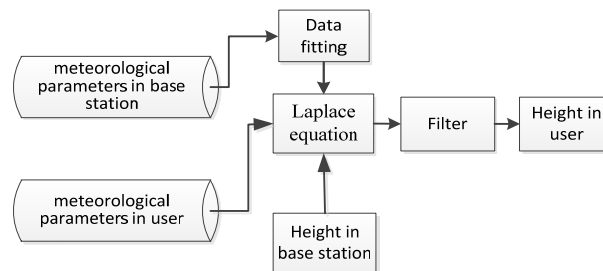 Data
fitting
meteorological
parameters in base
station
Laplace
equation
Filter
Height in
user
meteorological
parameters in user
Height in
base station